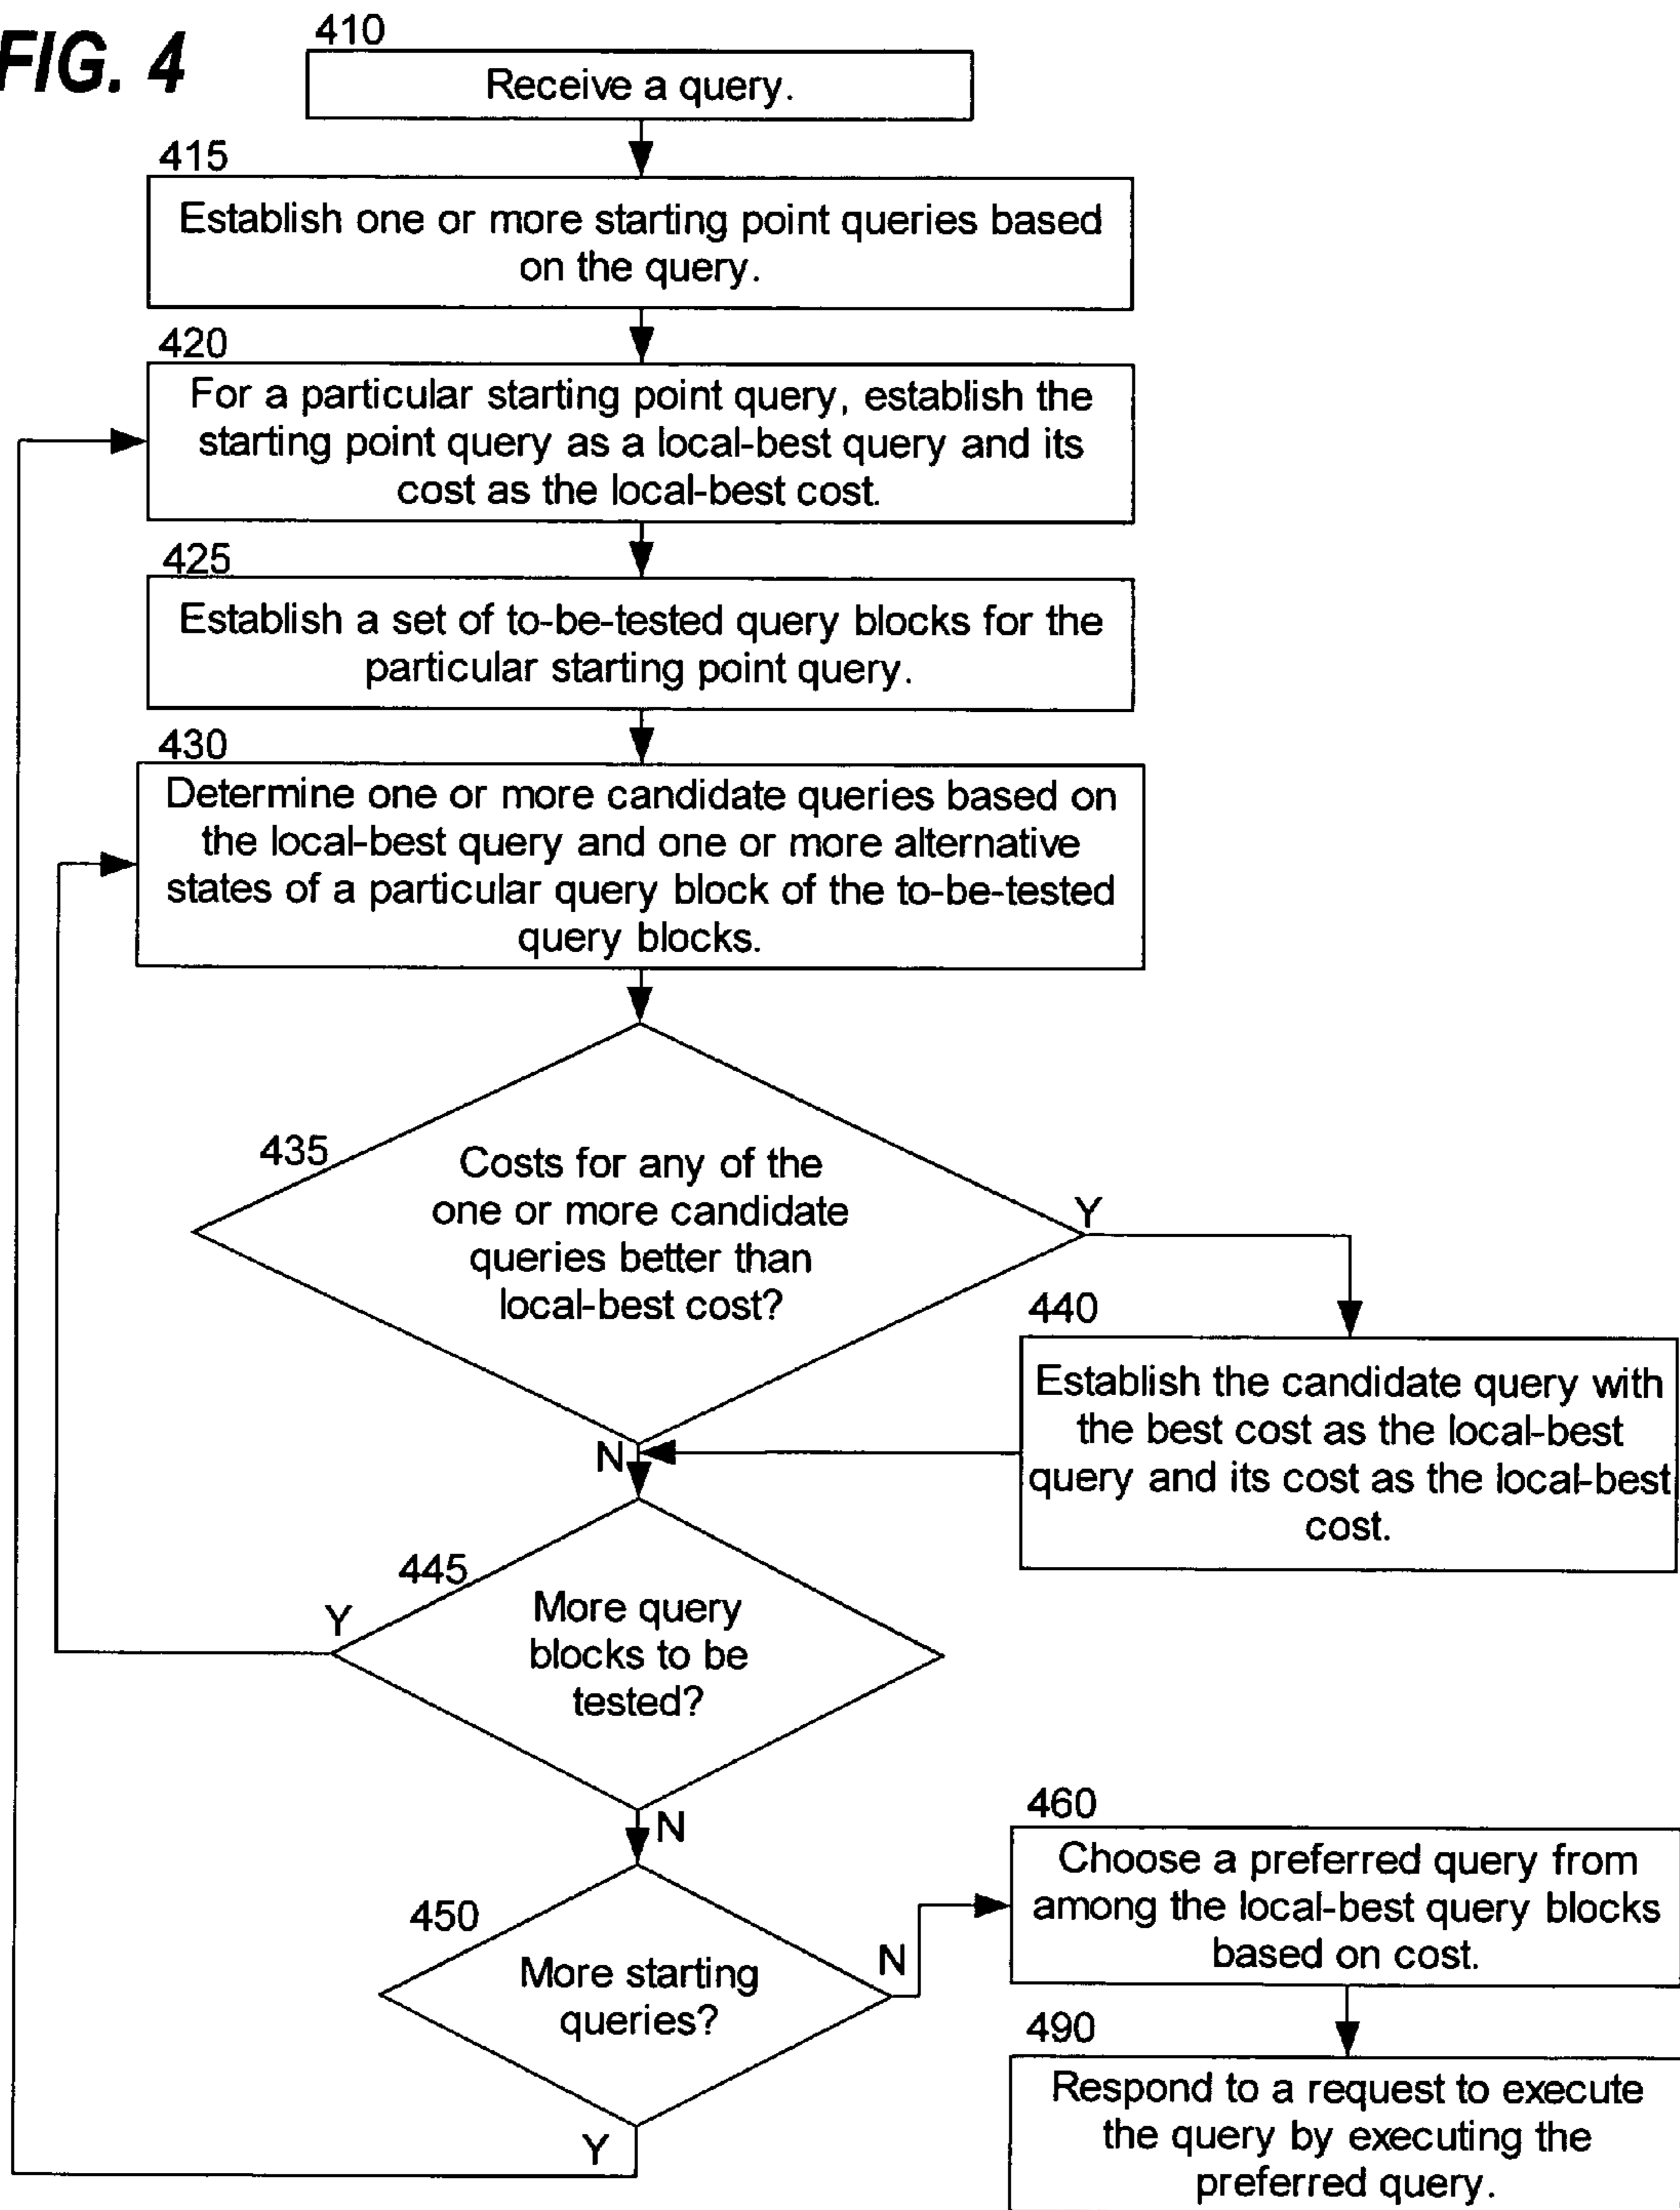 FIG. 4
410
Receive a query.
415
Establish one or more starting point queries based
on the query.
420
For a particular starting point query, establish the
starting point query as a local-best query and its
cost as the local-best cost.
425
Establish a set of to-be-tested query blocks for the
particular starting point query.
430
Determine one or more candidate queries based on
the local-best query and one or more alternative
states of a particular query block of the to-be-tested
query blocks.
435
Costs for any of the
one or more candidate
queries better than
local-best cost?
Y
440
Establish the candidate query with
the best cost as the local-best
query and its cost as the local-best
cost.
N
445
Y
More query
blocks to be
tested?
N
450
More starting
queries?
N
Y
460
Choose a preferred query from
among the local-best query blocks
based on cost.
490
Respond to a request to execute
the query by executing the
preferred query.